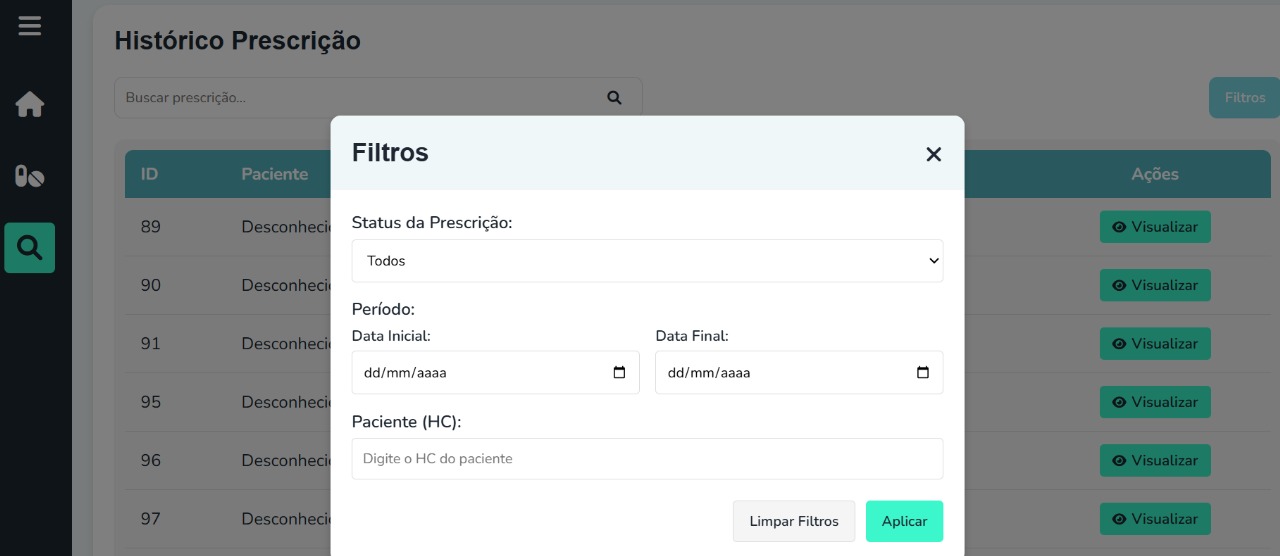 Histórico Prescrição
Buscar prescrição...
Filtros
Filtros
ID Paciente Ações
Status da Prescrição:
89 Desconheci Visualizar
Todos
90 Desconheci Visualizar
Período:
Data Inicial: Data Final:
91 Desconheci Visualizar
dd/mm/aaaa dd/mm/aaaa
95 Desconheci Visualizar
Paciente (HC):
96 Desconheci Visualizar
Digite o HC do paciente
97 Desconheci Visualizar
Limpar Filtros Aplicar